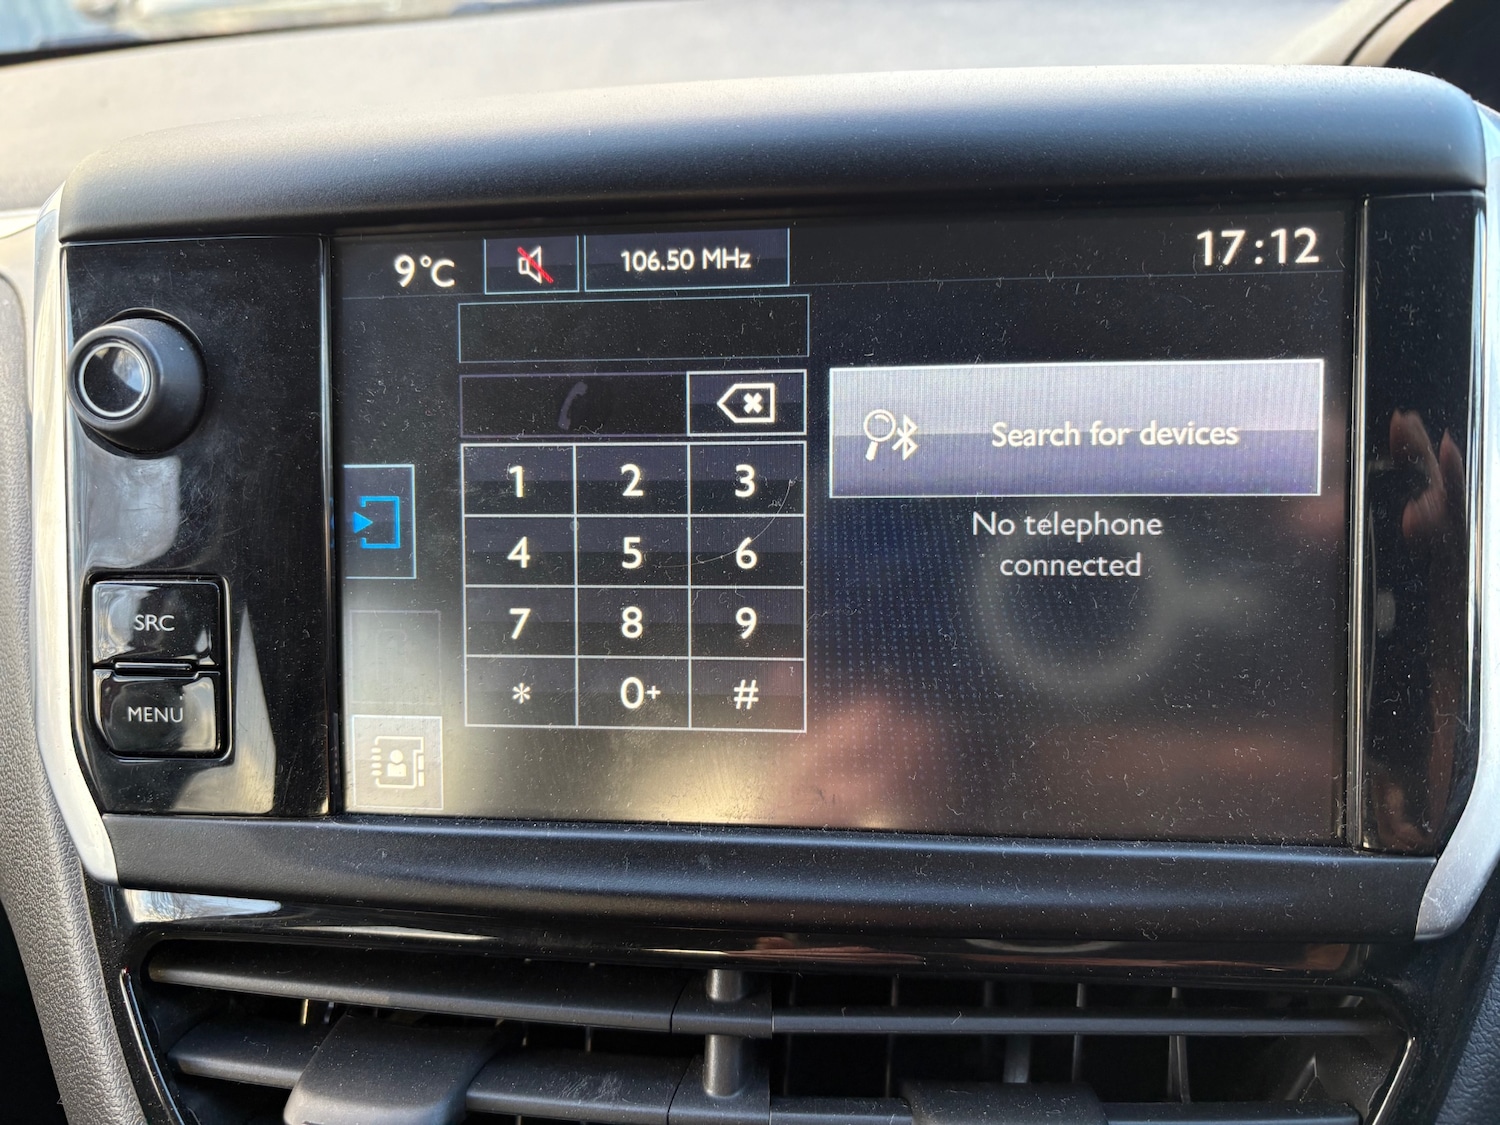 9°C
106.50 MHz
17:12
Search for devices
No telephone
connected
1 2 3
4 5 6
7 8 9
* 0+ #
SRC
MENU